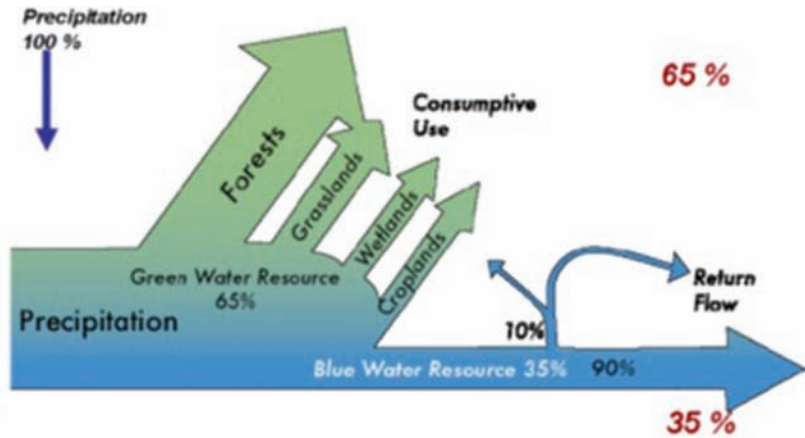 Precipitation
100 %
65 %
Consumptive
Use
Forests
Grasslands
Wetlands
Croplands
Green Water Resource
65%
Precipitation
Return
Flow
10%
Blue Water Resource 35% 90%
35 %